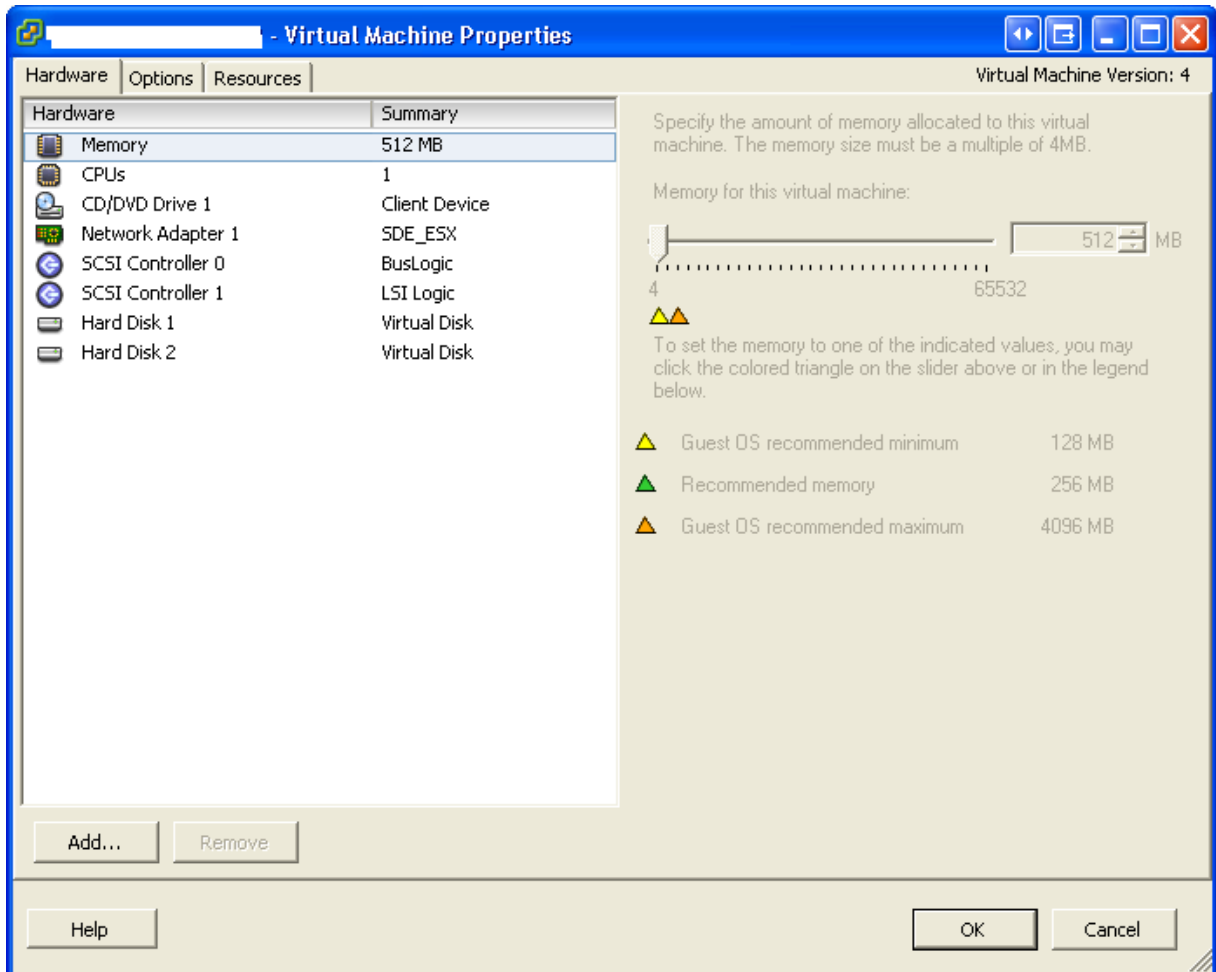 - Virtual Machine Properties
Hardware Options Resources Virtual Machine Version: 4
Hardware Summary
Memory 512 MB
CPUs 1
CD/DVD Drive 1 Client Device
Network Adapter 1 SDE_ESX
SCSI Controller 0 BusLogic
SCSI Controller 1 LSI Logic
Hard Disk 1 Virtual Disk
Hard Disk 2 Virtual Disk
Specify the amount of memory allocated to this virtual
machine. The memory size must be a multiple of 4MB.
Memory for this virtual machine:
512 MB
4 65532
To set the memory to one of the indicated values, you may
click the colored triangle on the slider above or in the legend
below.
Guest OS recommended minimum 128 MB
Recommended memory 256 MB
Guest OS recommended maximum 4096 MB
Add... Remove
Help OK Cancel